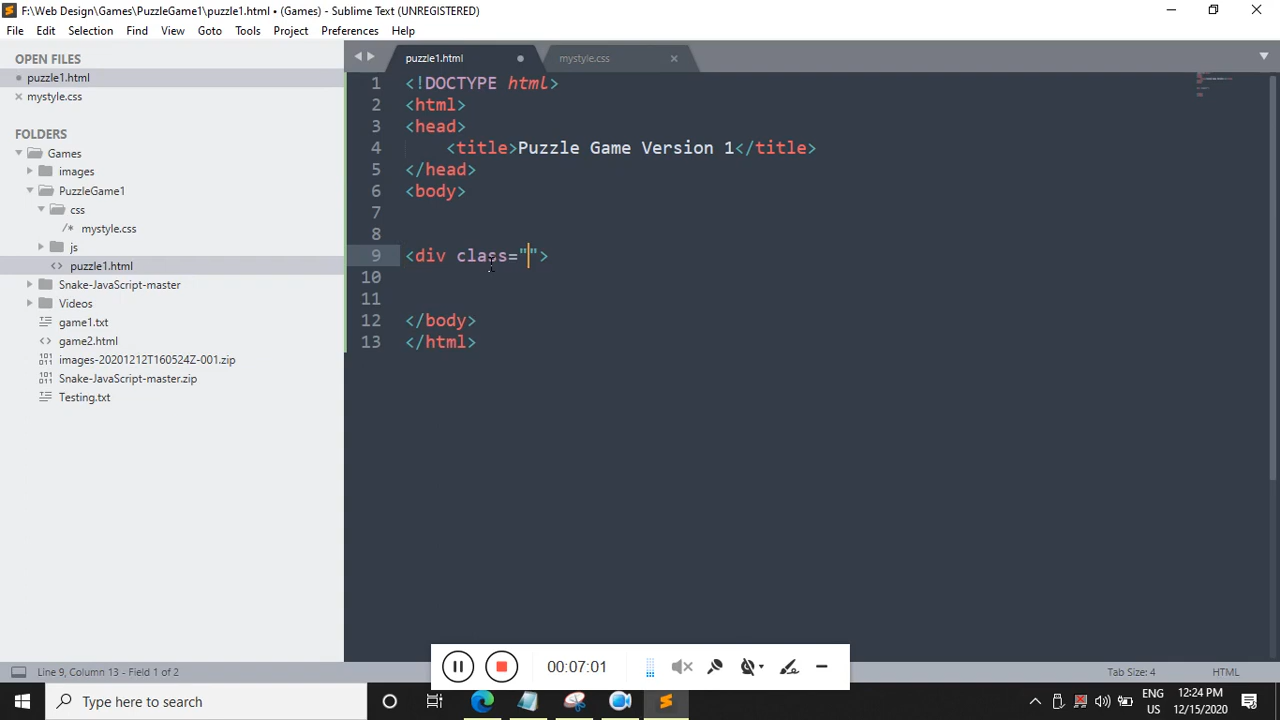 F:\Web Design\Games\PuzzleGame1\puzzle1.html • (Games) - Sublime Text (UNREGISTERED)
File Edit Selection Find View Goto Tools Project Preferences Help
OPEN FILES
puzzle1.html
mystyle.css
FOLDERS
Games
images
PuzzleGame1
css
/* mystyle.css
js
<> puzzle1.html
Snake-JavaScript-master
Videos
game1.txt
<> game2.html
images-20201212T160524Z-001.zip
Snake-JavaScript-master.zip
Testing.txt
puzzle1.html mystyle.css
1 <!DOCTYPE html>
2 <html>
3 <head>
4 <title>Puzzle Game Version 1</title>
5 </head>
6 <body>
7
8
9 <div class="">
10
11
12 </body>
13 </html>
00:07:01
Line 9, Column 13 - Field 1 of 2 Tab Size: 4 HTML
Type here to search
ENG
US
12:24 PM
12/15/2020